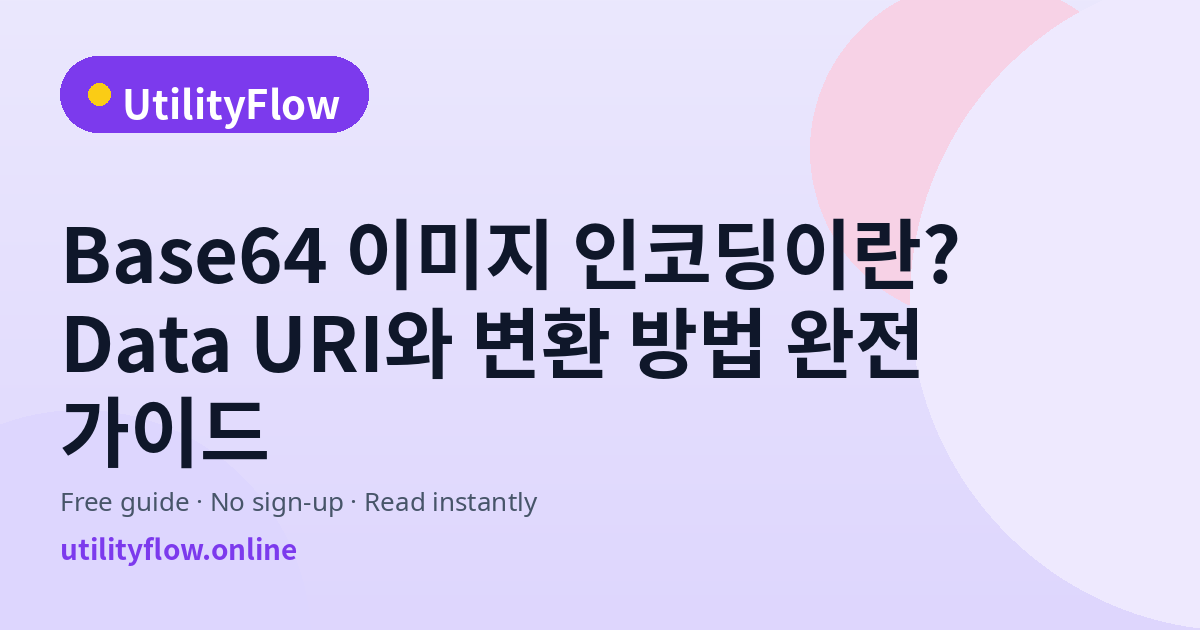 UtilityFlow
Base64 이미지 인코딩이란?
Data URI와 변환 방법 완전
가이드
Free guide · No sign-up · Read instantly
utilityflow.online